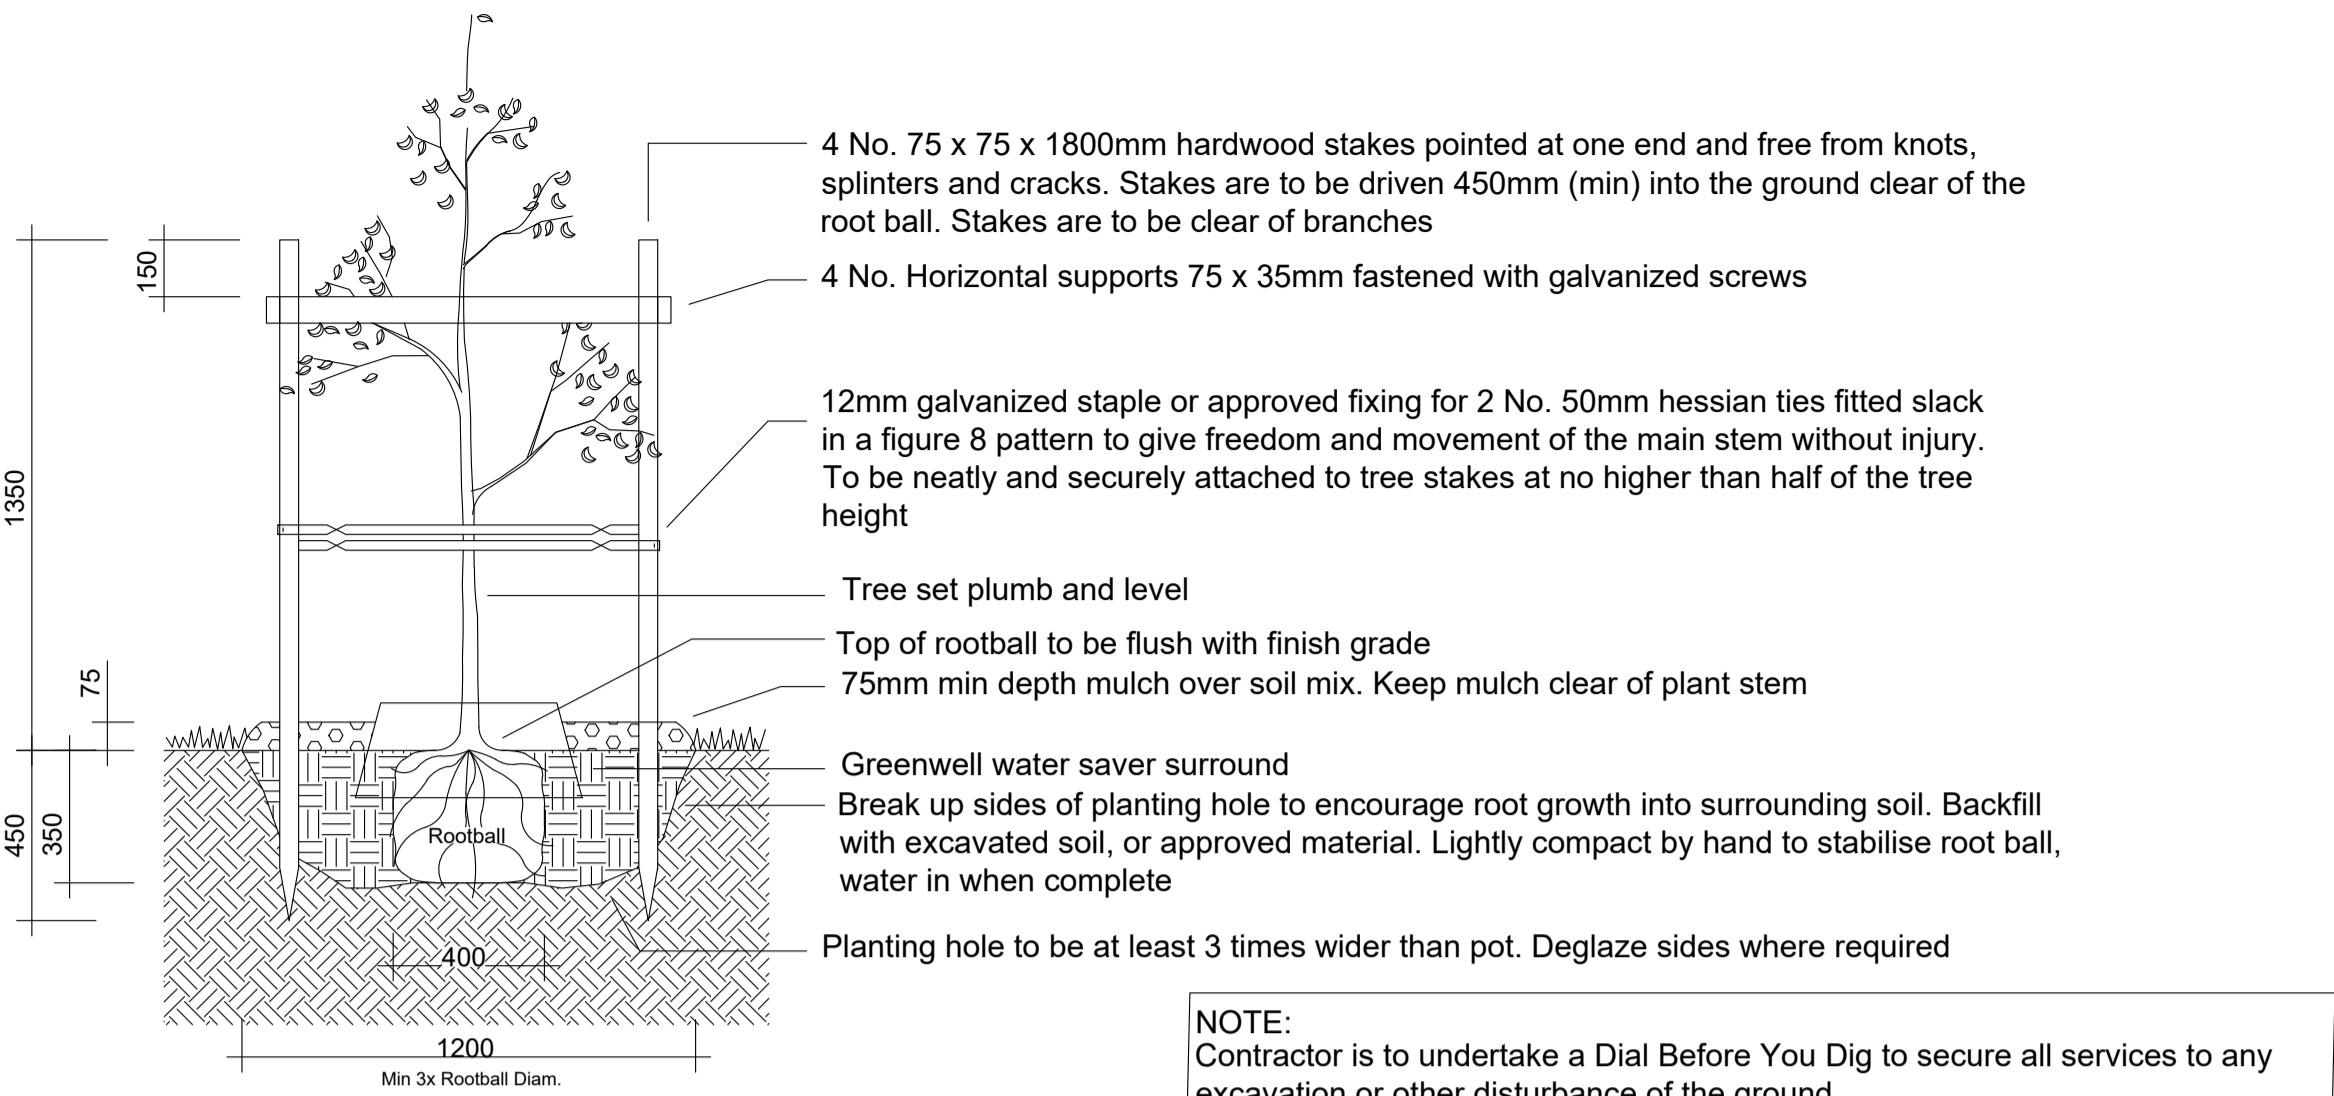 4 No. 75 x 75 x 1800mm hardwood stakes pointed at one end and free from knots,
splinters and cracks. Stakes are to be driven 450mm (min) into the ground clear of the
root ball. Stakes are to be clear of branches
150
4 No. Horizontal supports 75 x 35mm fastened with galvanized screws
12mm galvanized staple or approved fixing for 2 No. 50mm hessian ties fitted slack
in a figure 8 pattern to give freedom and movement of the main stem without injury.
To be neatly and securely attached to tree stakes at no higher than half of the tree
height
1350
Tree set plumb and level
Top of rootball to be flush with finish grade
75
75mm min depth mulch over soil mix. Keep mulch clear of plant stem
Greenwell water saver surround
Break up sides of planting hole to encourage root growth into surrounding soil. Backfill
with excavated soil, or approved material. Lightly compact by hand to stabilise root ball,
water in when complete
450
350
Rootball
Planting hole to be at least 3 times wider than pot. Deglaze sides where required
400
1200
Min 3x Rootball Diam.
NOTE:
Contractor is to undertake a Dial Before You Dig to secure all services to any
excavation or other disturbance of the ground